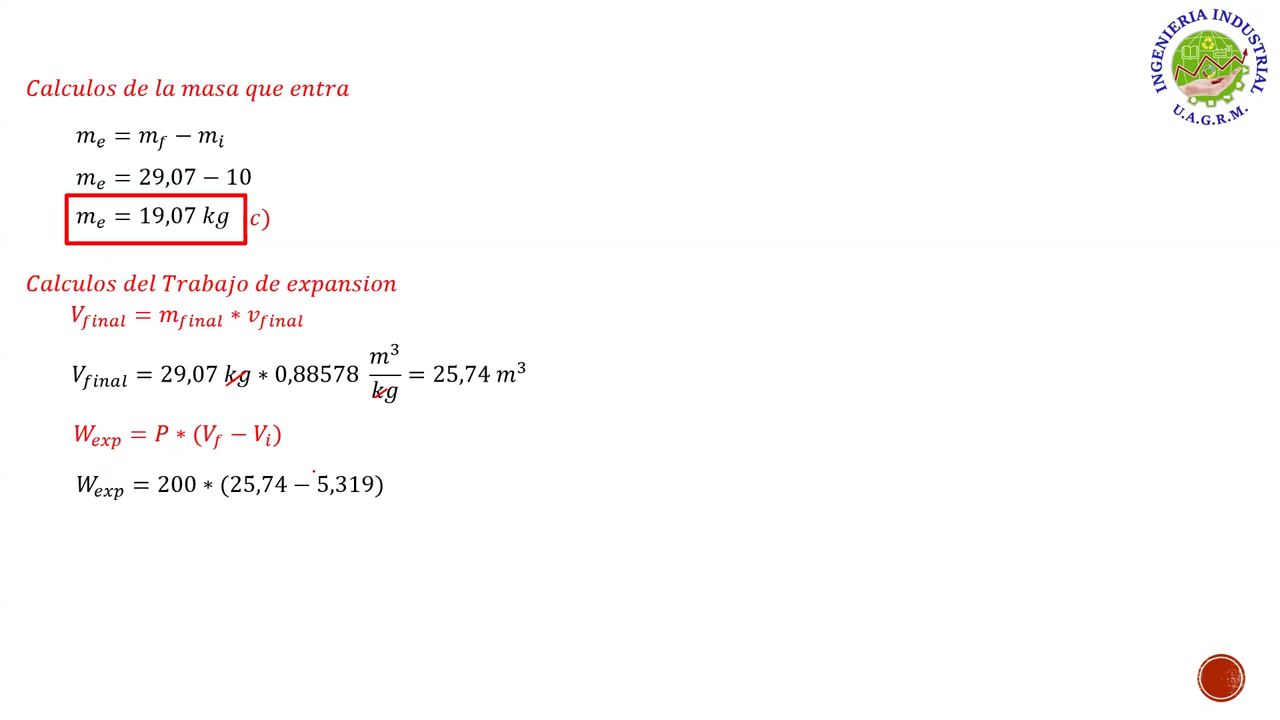 INGENIERIA INDUSTRIAL
U.A.G.R.M.
Calculos de la masa que entra
m_e = m_f − m_i
m_e = 29,07 − 10
m_e = 19,07 kg c)
Calculos del Trabajo de expansion
V_final = m_final ∗ v_final
V_final = 29,07 kg ∗ 0,88578 m³/kg = 25,74 m³
W_exp = P ∗ (V_f − V_i)
W_exp = 200 ∗ (25,74 − 5,319)